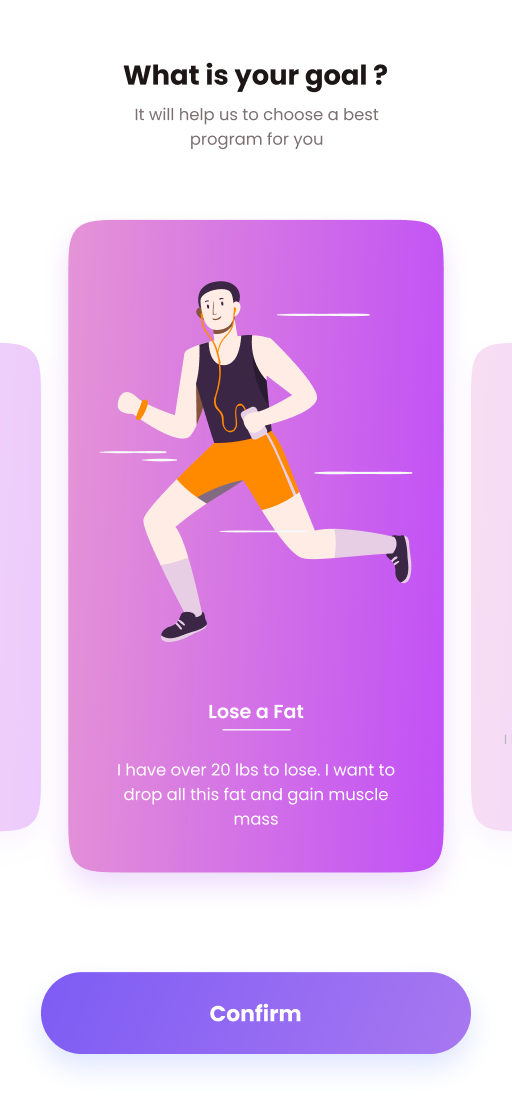 What is your goal ?
It will help us to choose a best
program for you
Lose a Fat
I have over 20 lbs to lose. I want to
drop all this fat and gain muscle
mass
Confirm